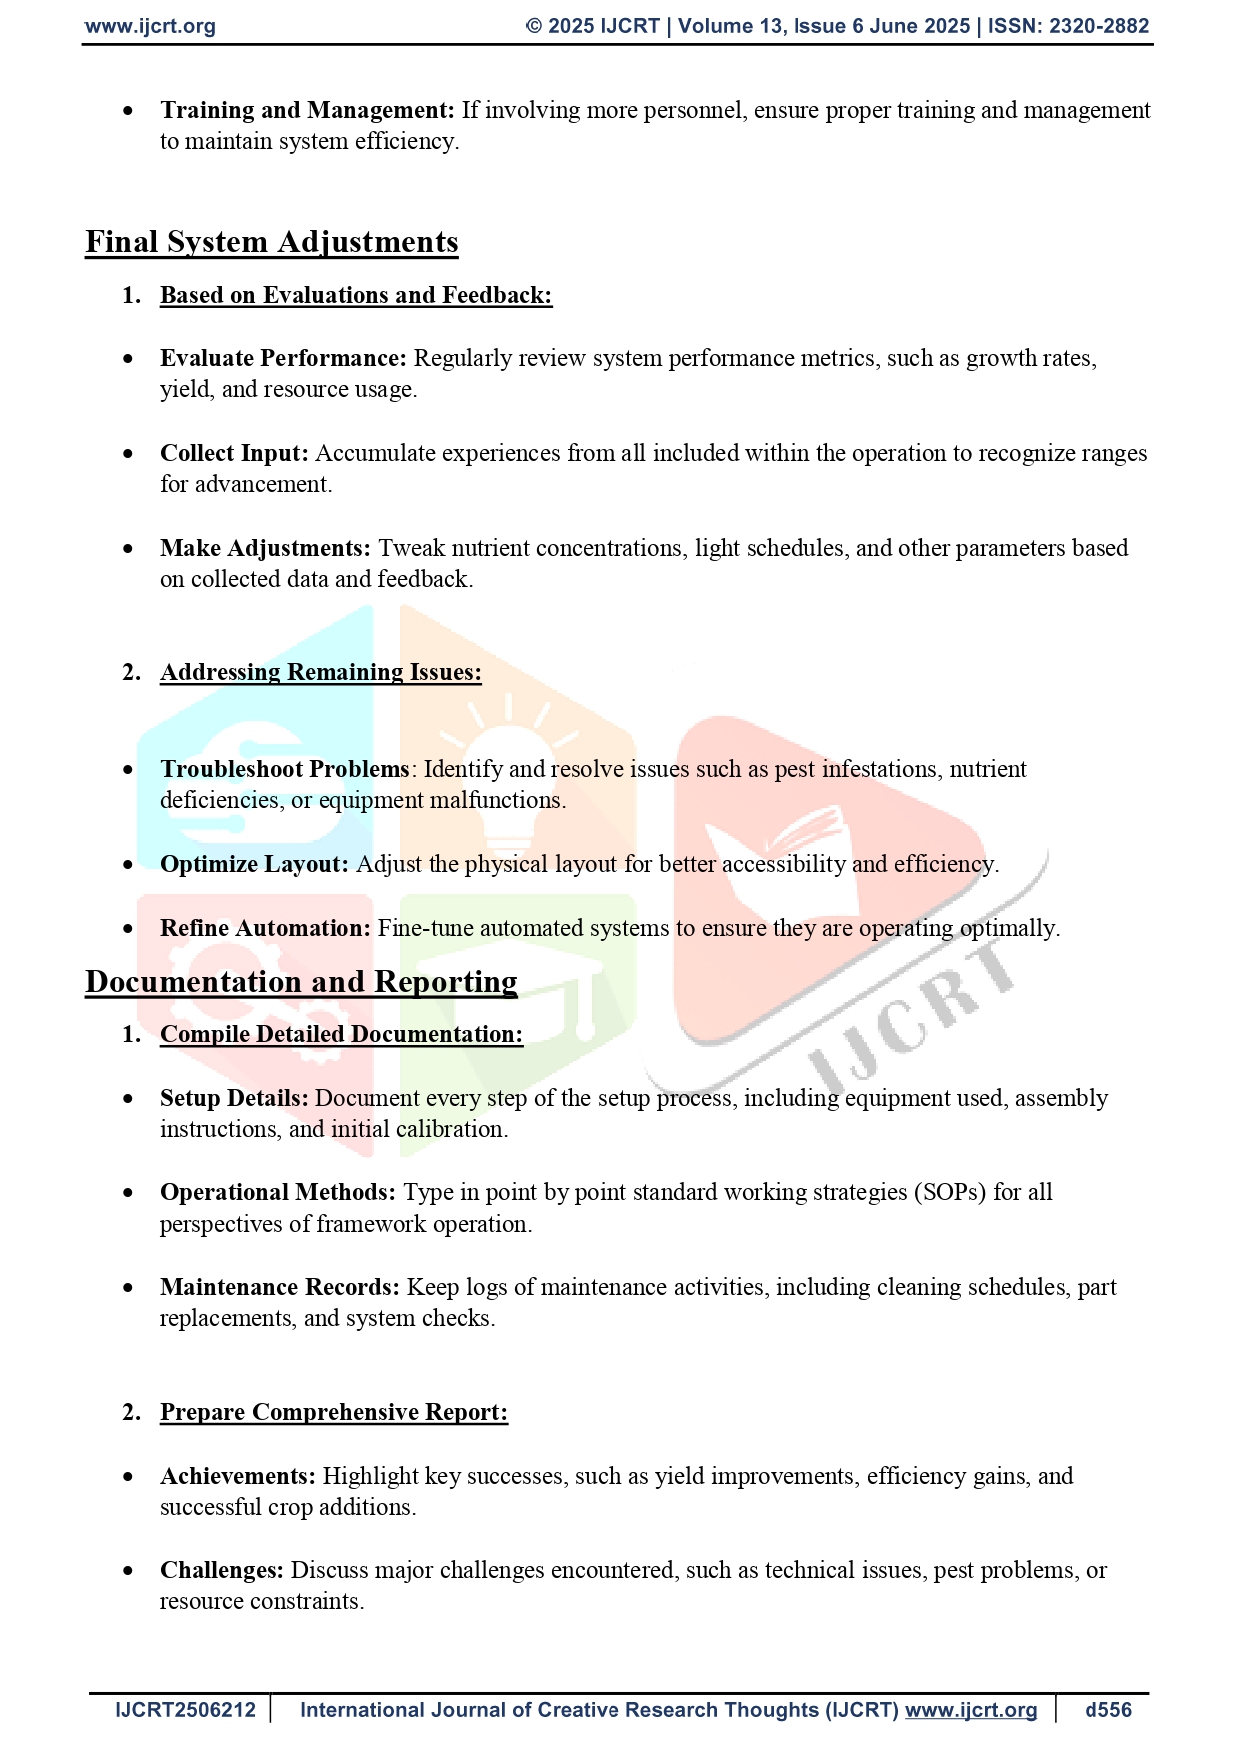 www.ijcrt.org © 2025 IJCRT | Volume 13, Issue 6 June 2025 | ISSN: 2320-2882
• Training and Management: If involving more personnel, ensure proper training and management
to maintain system efficiency.
Final System Adjustments
1. Based on Evaluations and Feedback:
• Evaluate Performance: Regularly review system performance metrics, such as growth rates,
yield, and resource usage.
• Collect Input: Accumulate experiences from all included within the operation to recognize ranges
for advancement.
• Make Adjustments: Tweak nutrient concentrations, light schedules, and other parameters based
on collected data and feedback.
2. Addressing Remaining Issues:
• Troubleshoot Problems: Identify and resolve issues such as pest infestations, nutrient
deficiencies, or equipment malfunctions.
• Optimize Layout: Adjust the physical layout for better accessibility and efficiency.
• Refine Automation: Fine-tune automated systems to ensure they are operating optimally.
IJCRT
Documentation and Reporting
1. Compile Detailed Documentation:
• Setup Details: Document every step of the setup process, including equipment used, assembly
instructions, and initial calibration.
• Operational Methods: Type in point by point standard working strategies (SOPs) for all
perspectives of framework operation.
• Maintenance Records: Keep logs of maintenance activities, including cleaning schedules, part
replacements, and system checks.
2. Prepare Comprehensive Report:
• Achievements: Highlight key successes, such as yield improvements, efficiency gains, and
successful crop additions.
• Challenges: Discuss major challenges encountered, such as technical issues, pest problems, or
resource constraints.
IJCRT2506212 | International Journal of Creative Research Thoughts (IJCRT) www.ijcrt.org | d556